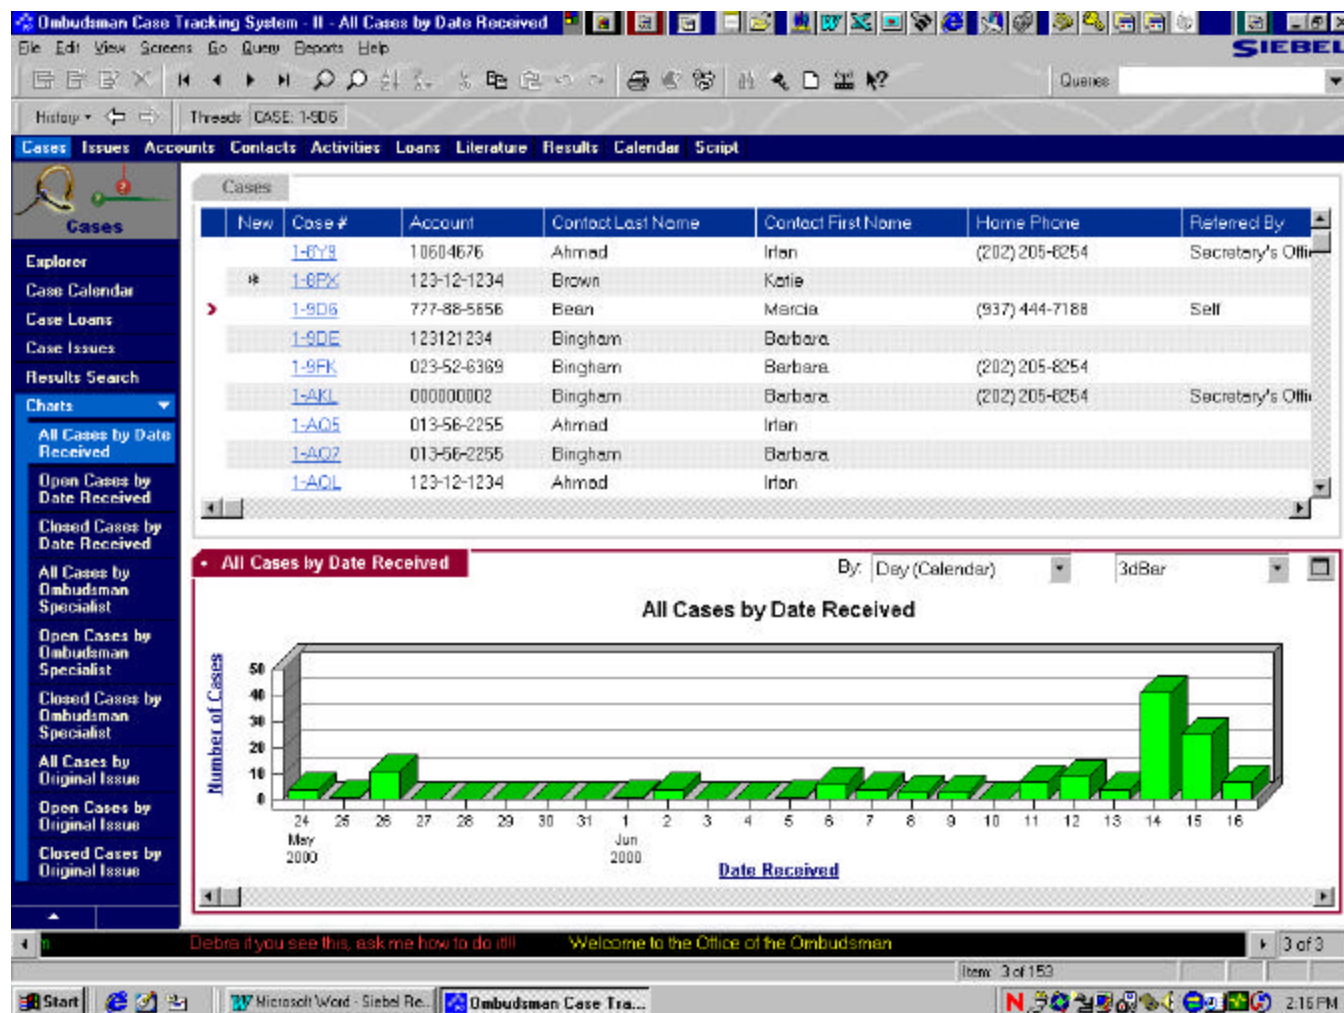 Ombudsman Case Tracking System - II - All Cases by Date Received
File Edit View Screens Go Query Reports Help
SIEBEL
Queries
History
Threads CASE: 1-9D6
Cases Issues Accounts Contacts Activities Loans Literature Results Calendar Script
Cases
Explorer
Case Calendar
Case Loans
Case Issues
Results Search
Charts
All Cases by Date
Received
Open Cases by
Date Received
Closed Cases by
Date Received
All Cases by
Ombudsman
Specialist
Open Cases by
Ombudsman
Specialist
Closed Cases by
Ombudsman
Specialist
All Cases by
Original Issue
Open Cases by
Original Issue
Closed Cases by
Original Issue
Cases
New Case # Account Contact Last Name Contact First Name Home Phone Referred By
1-6Y9 10604676 Ahmad Irfan (202) 205-8254 Secretary's Offi
* 1-8PX 123-12-1234 Brown Katie
1-9D6 777-88-5656 Bean Marcia (937) 444-7188 Self
1-9DE 123121234 Bingham Barbara
1-9FK 023-52-6369 Bingham Barbara (202) 205-8254
1-AKL 000000002 Bingham Barbara (202) 205-8254 Secretary's Offi
1-AQ5 013-56-2255 Ahmad Irfan
1-AQ7 013-56-2255 Bingham Barbara
1-AQL 123-12-1234 Ahmad Irfan
• All Cases by Date Received
By: Day (Calendar) 3dBar
All Cases by Date Received
Number of Cases
50
40
30
20
10
0
24 25 26 27 28 29 30 31 1 2 3 4 5 6 7 8 9 10 11 12 13 14 15 16
May Jun
2000 2000
Date Received
Debra if you see this, ask me how to do it!!! Welcome to the Office of the Ombudsman
3 of 3
Item: 3 of 153
Start
Microsoft Word - Siebel Re...
Ombudsman Case Tra...
2:16 PM